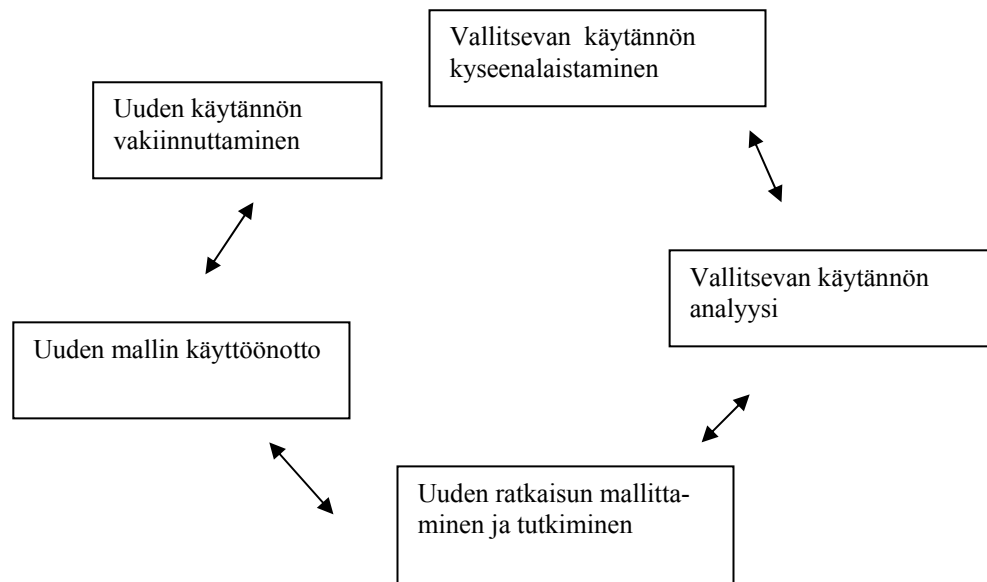 Vallitsevan käytännön
kyseenalaistaminen
Uuden käytännön
vakiinnuttaminen
Vallitsevan käytännön
analyysi
Uuden mallin käyttöönotto
Uuden ratkaisun mallitta-
minen ja tutkiminen